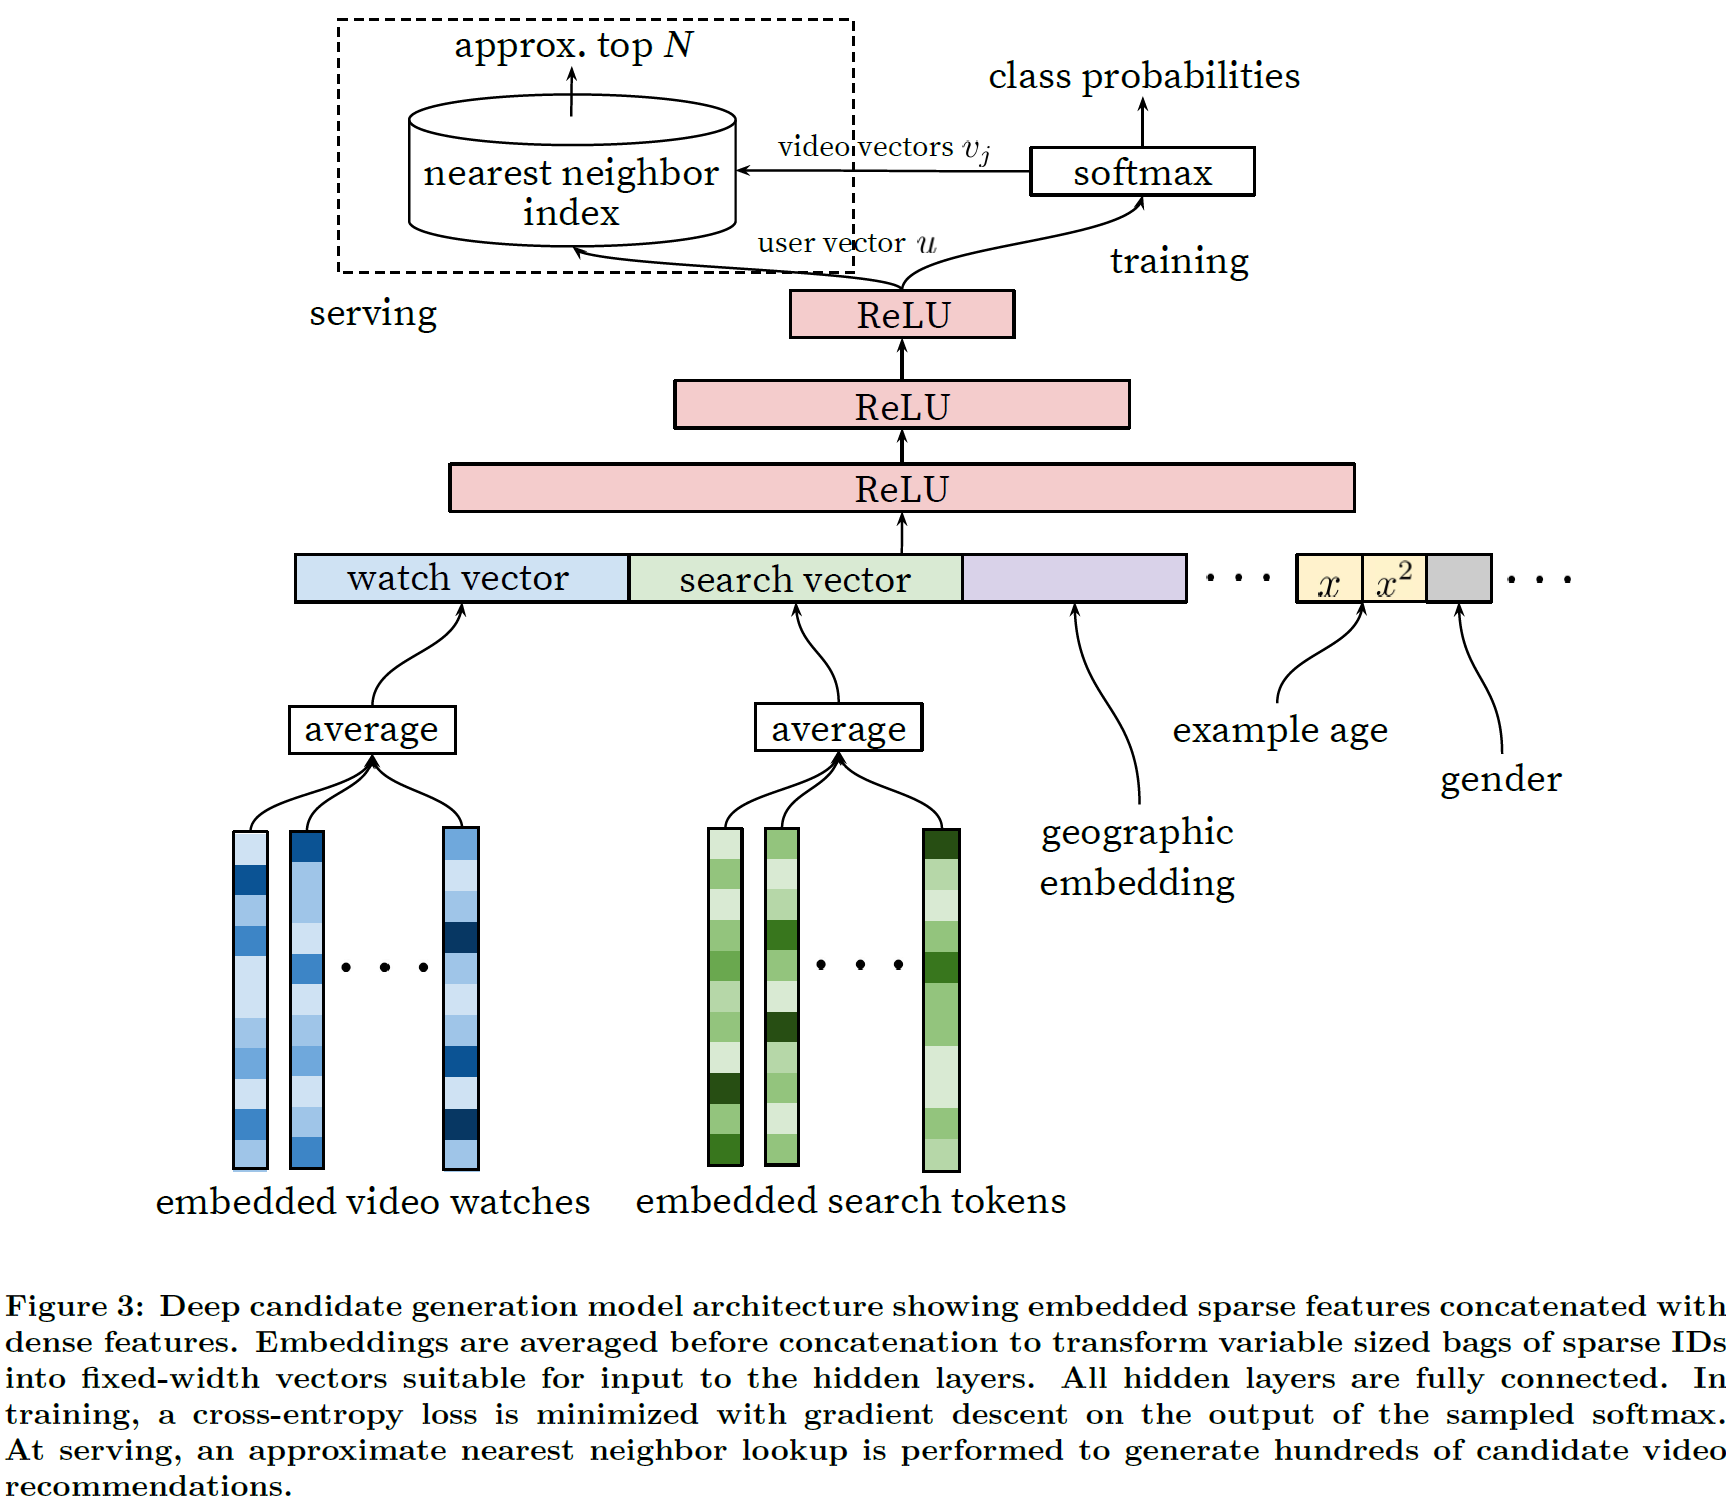 approx. top N
class probabilities
video vectors v_j
softmax
nearest neighbor
index
user vector u
training
serving
ReLU
ReLU
ReLU
watch vector
search vector
. . .
x
x²
. . .
average
average
example age
gender
geographic
embedding
. . .
. . .
embedded video watches
embedded search tokens
Figure 3: Deep candidate generation model architecture showing embedded sparse features concatenated with
dense features. Embeddings are averaged before concatenation to transform variable sized bags of sparse IDs
into fixed-width vectors suitable for input to the hidden layers. All hidden layers are fully connected. In
training, a cross-entropy loss is minimized with gradient descent on the output of the sampled softmax.
At serving, an approximate nearest neighbor lookup is performed to generate hundreds of candidate video
recommendations.